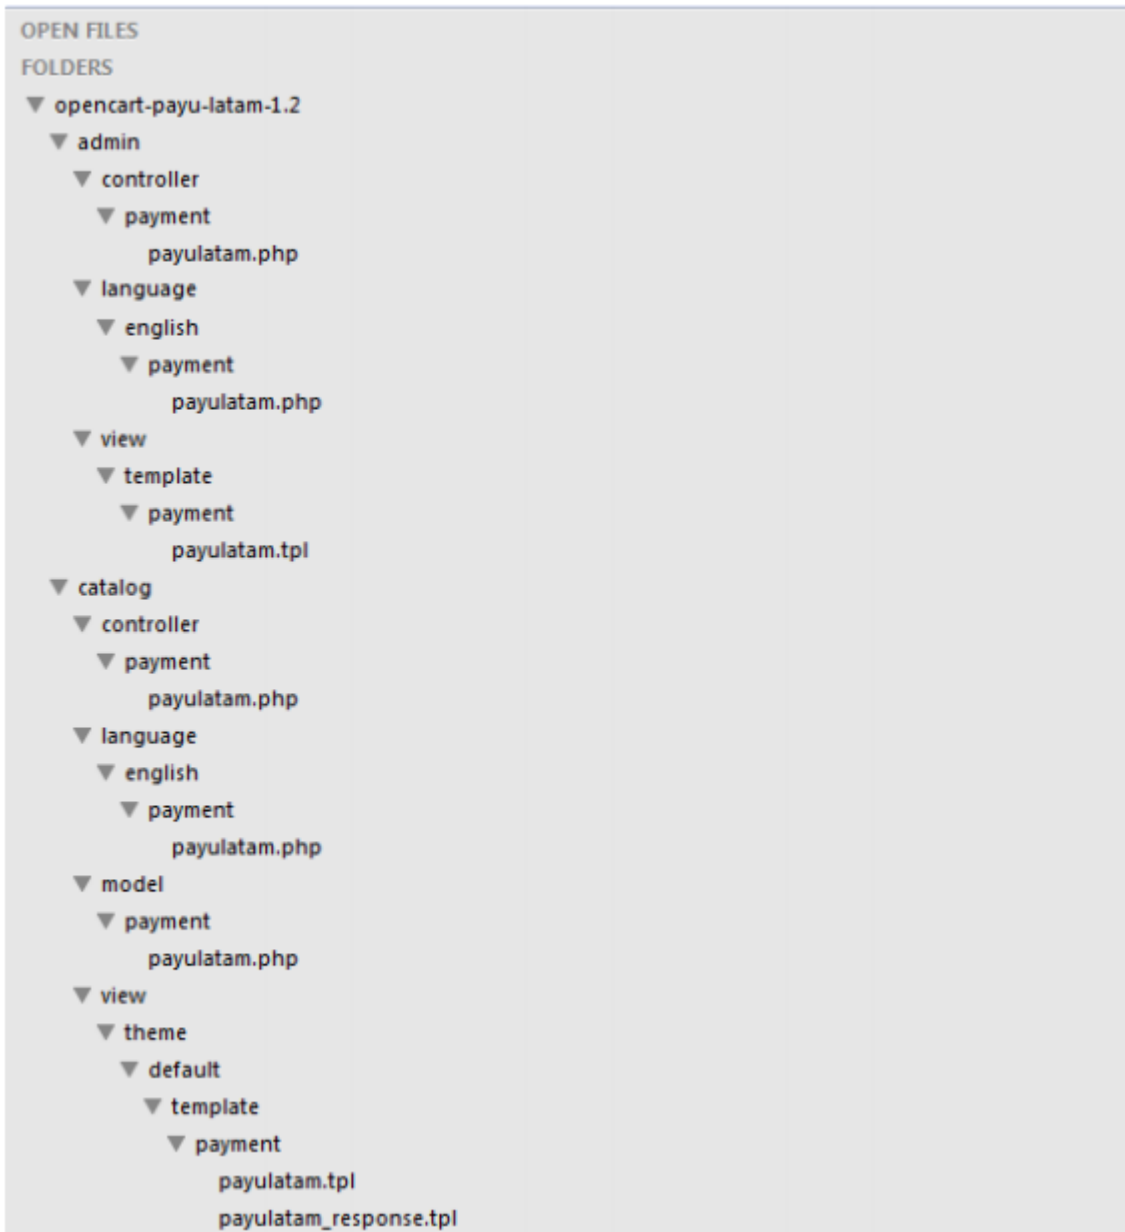 OPEN FILES
FOLDERS
opencart-payu-latam-1.2
admin
controller
payment
payulatam.php
language
english
payment
payulatam.php
view
template
payment
payulatam.tpl
catalog
controller
payment
payulatam.php
language
english
payment
payulatam.php
model
payment
payulatam.php
view
theme
default
template
payment
payulatam.tpl
payulatam_response.tpl